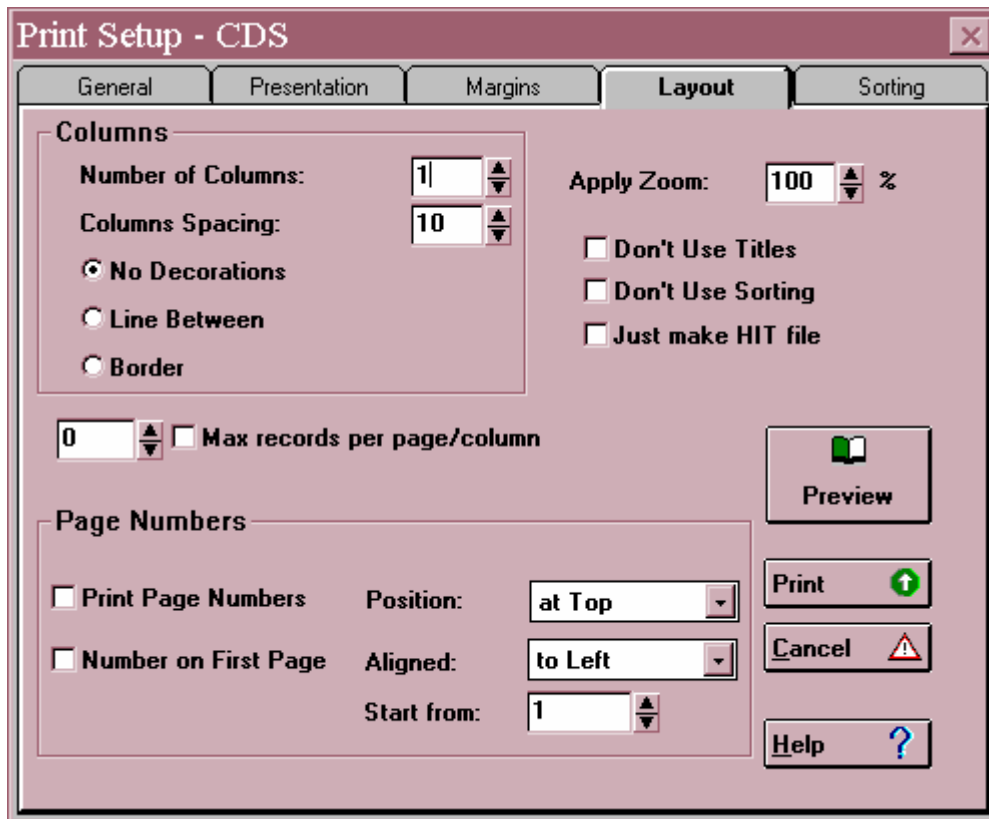 Print Setup - CDS
General Presentation Margins Layout Sorting
Columns
Number of Columns: 1
Columns Spacing: 10
No Decorations
Line Between
Border
Apply Zoom: 100 %
Don't Use Titles
Don't Use Sorting
Just make HIT file
0 Max records per page/column
Preview
Page Numbers
Print Page Numbers Position: at Top
Number on First Page Aligned: to Left
Start from: 1
Print
Cancel
Help